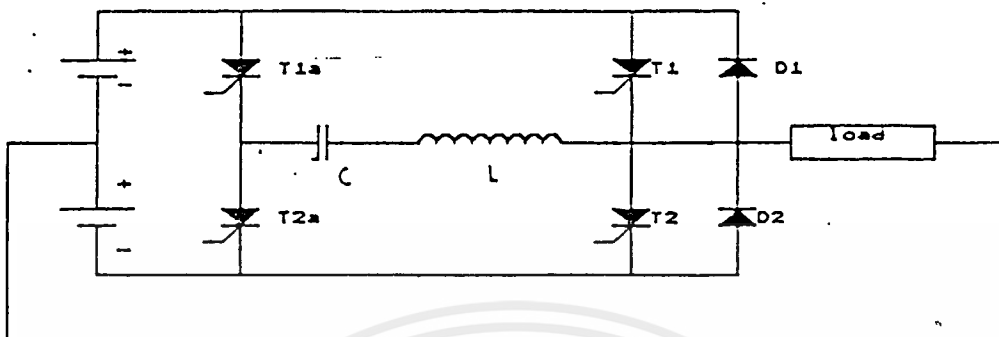 + T1a T1 D1
−
load
C L
+
T2a T2 D2
−